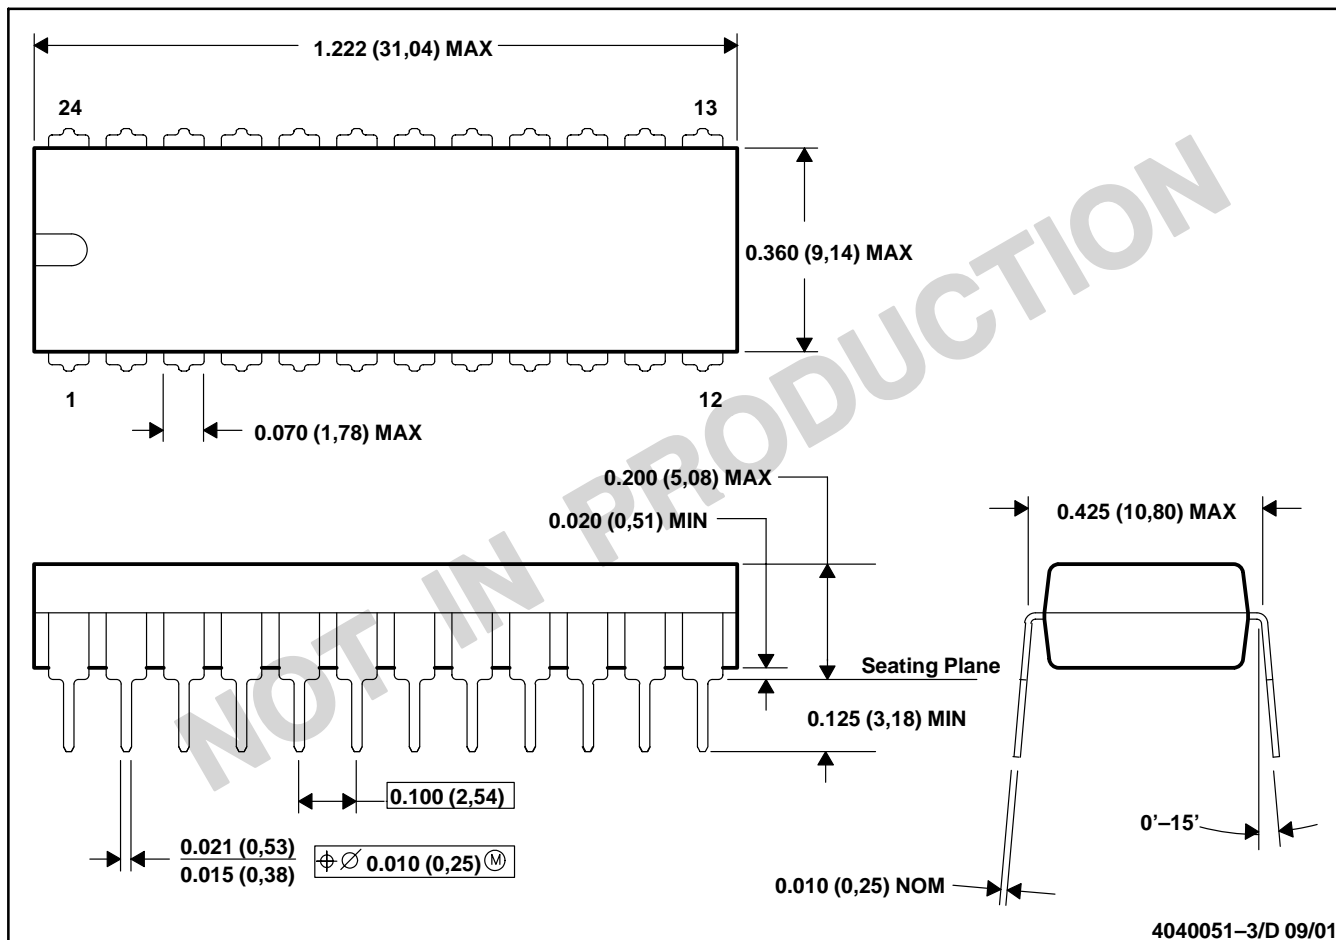 1.222 (31,04) MAX
24
13
0.360 (9,14) MAX
1
12
0.070 (1,78) MAX
0.200 (5,08) MAX
0.020 (0,51) MIN
0.425 (10,80) MAX
Seating Plane
0.125 (3,18) MIN
0.100 (2,54)
0.021 (0,53)
0.015 (0,38)
⌖ ∅ 0.010 (0,25) Ⓜ
0'–15'
0.010 (0,25) NOM
4040051–3/D 09/01
NOT IN PRODUCTION